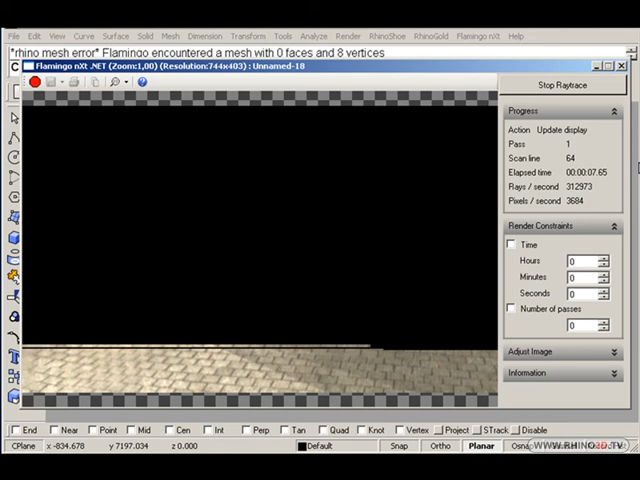 File Edit View Curve Surface Solid Mesh Dimension Transform Tools Analyze Render RhinoShoe RhinoGold Flamingo nXt Help
*rhino mesh error* Flamingo encountered a mesh with 0 faces and 8 vertices
C
Flamingo nXt .NET (Zoom:1,00) (Resolution:744x403) : Unnamed-18
Stop Raytrace
Progress
Action Update display
Pass 1
Scan line 64
Elapsed time 00:00:07.65
Rays / second 312973
Pixels / second 3684
Render Constraints
Time
Hours 0
Minutes 0
Seconds 0
Number of passes
0
Adjust Image
Information
End Near Point Mid Cen Int Perp Tan Quad Knot Vertex Project STrack Disable
CPlane x -834.678 y 7197.034 z 0.000 Default Snap Ortho Planar Osnap
WWW.RHINO3D.TV